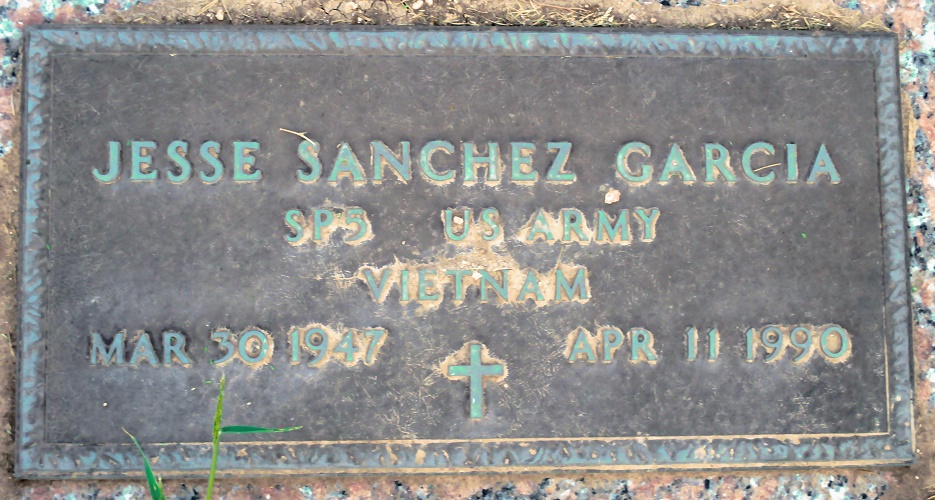 JESSE SANCHEZ GARCIA
SP5 US ARMY
VIETNAM
MAR 30 1947 APR 11 1990